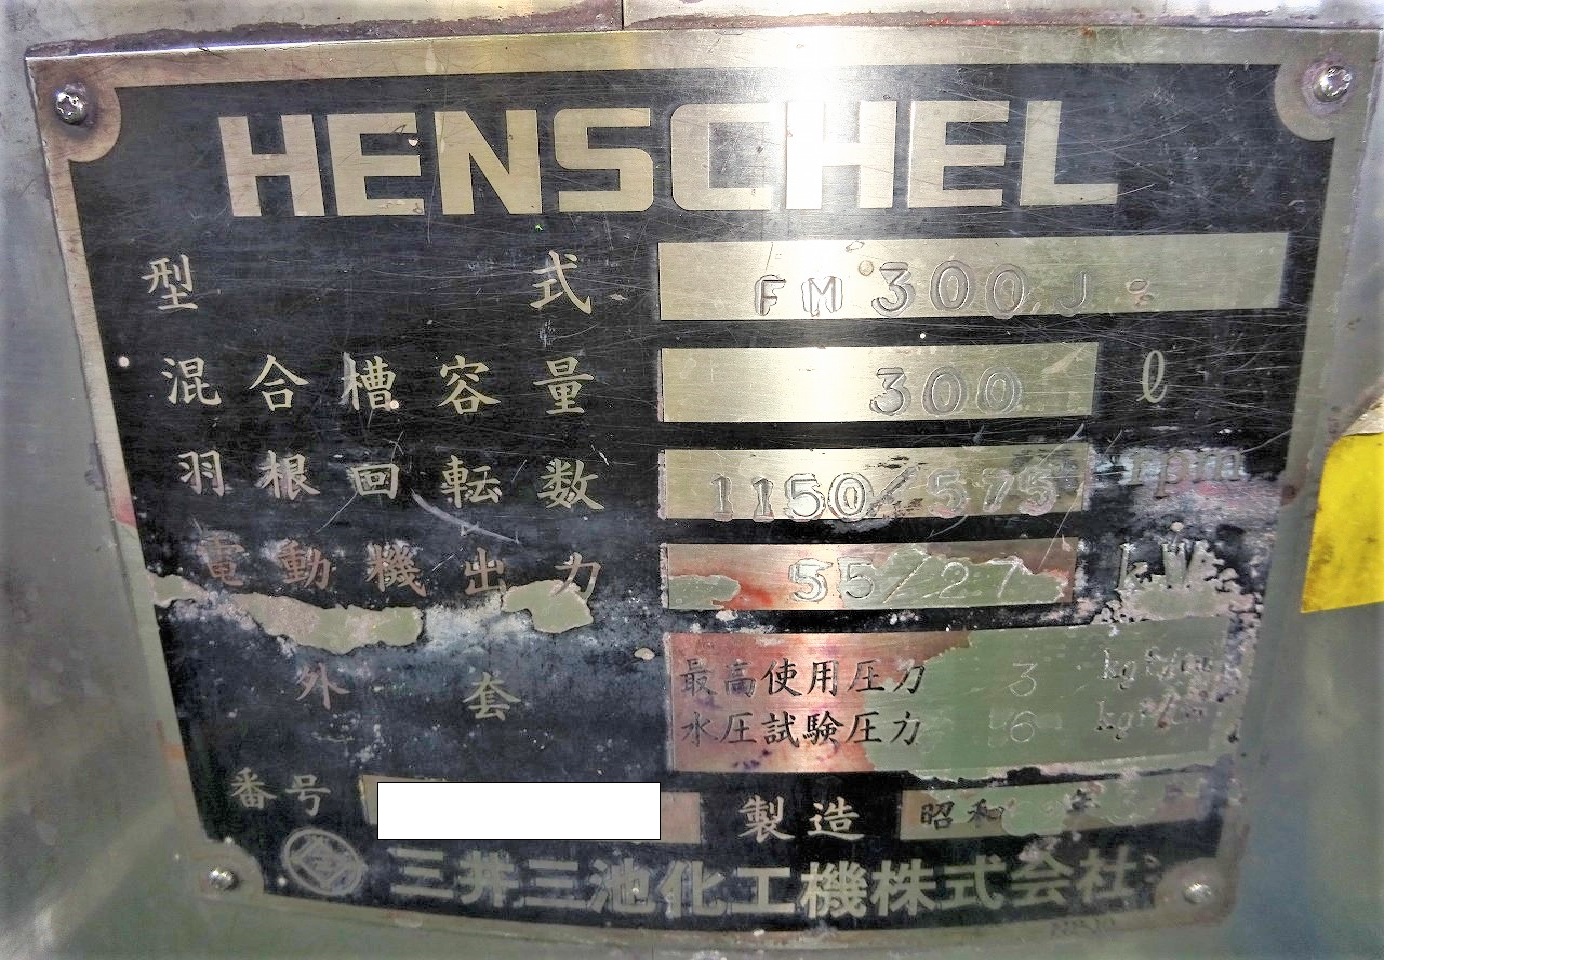 HENSCHEL
型式 FM300J
混合槽容量 300 ℓ
羽根回転数 1150/575 rpm
電動機出力 55/27 kW
外套 最高使用圧力 3
水圧試験圧力 6
番号 製造 昭和 年
三井三池化工機株式会社